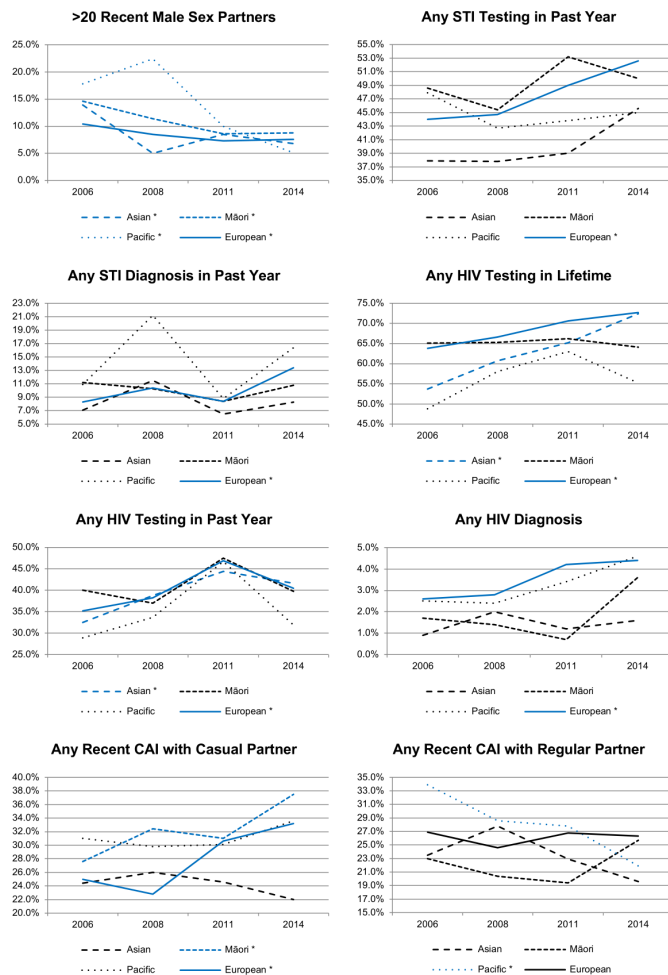 >20 Recent Male Sex Partners
25.0%
20.0%
15.0%
10.0%
5.0%
0.0%
2006 2008 2011 2014
Asian * Māori *
Pacific * European *
Any STI Testing in Past Year
55.0%
53.0%
51.0%
49.0%
47.0%
45.0%
43.0%
41.0%
39.0%
37.0%
35.0%
2006 2008 2011 2014
Asian Māori
Pacific European *
Any STI Diagnosis in Past Year
23.0%
21.0%
19.0%
17.0%
15.0%
13.0%
11.0%
9.0%
7.0%
5.0%
2006 2008 2011 2014
Asian Māori
Pacific European *
Any HIV Testing in Lifetime
75.0%
70.0%
65.0%
60.0%
55.0%
50.0%
45.0%
2006 2008 2011 2014
Asian * Māori
Pacific European *
Any HIV Testing in Past Year
50.0%
45.0%
40.0%
35.0%
30.0%
25.0%
2006 2008 2011 2014
Asian * Māori
Pacific European *
Any HIV Diagnosis
5.0%
4.0%
3.0%
2.0%
1.0%
0.0%
2006 2008 2011 2014
Asian Māori
Pacific European *
Any Recent CAI with Casual Partner
40.0%
38.0%
36.0%
34.0%
32.0%
30.0%
28.0%
26.0%
24.0%
22.0%
20.0%
2006 2008 2011 2014
Asian Māori *
Pacific European *
Any Recent CAI with Regular Partner
35.0%
33.0%
31.0%
29.0%
27.0%
25.0%
23.0%
21.0%
19.0%
17.0%
15.0%
2006 2008 2011 2014
Asian Māori
Pacific * European